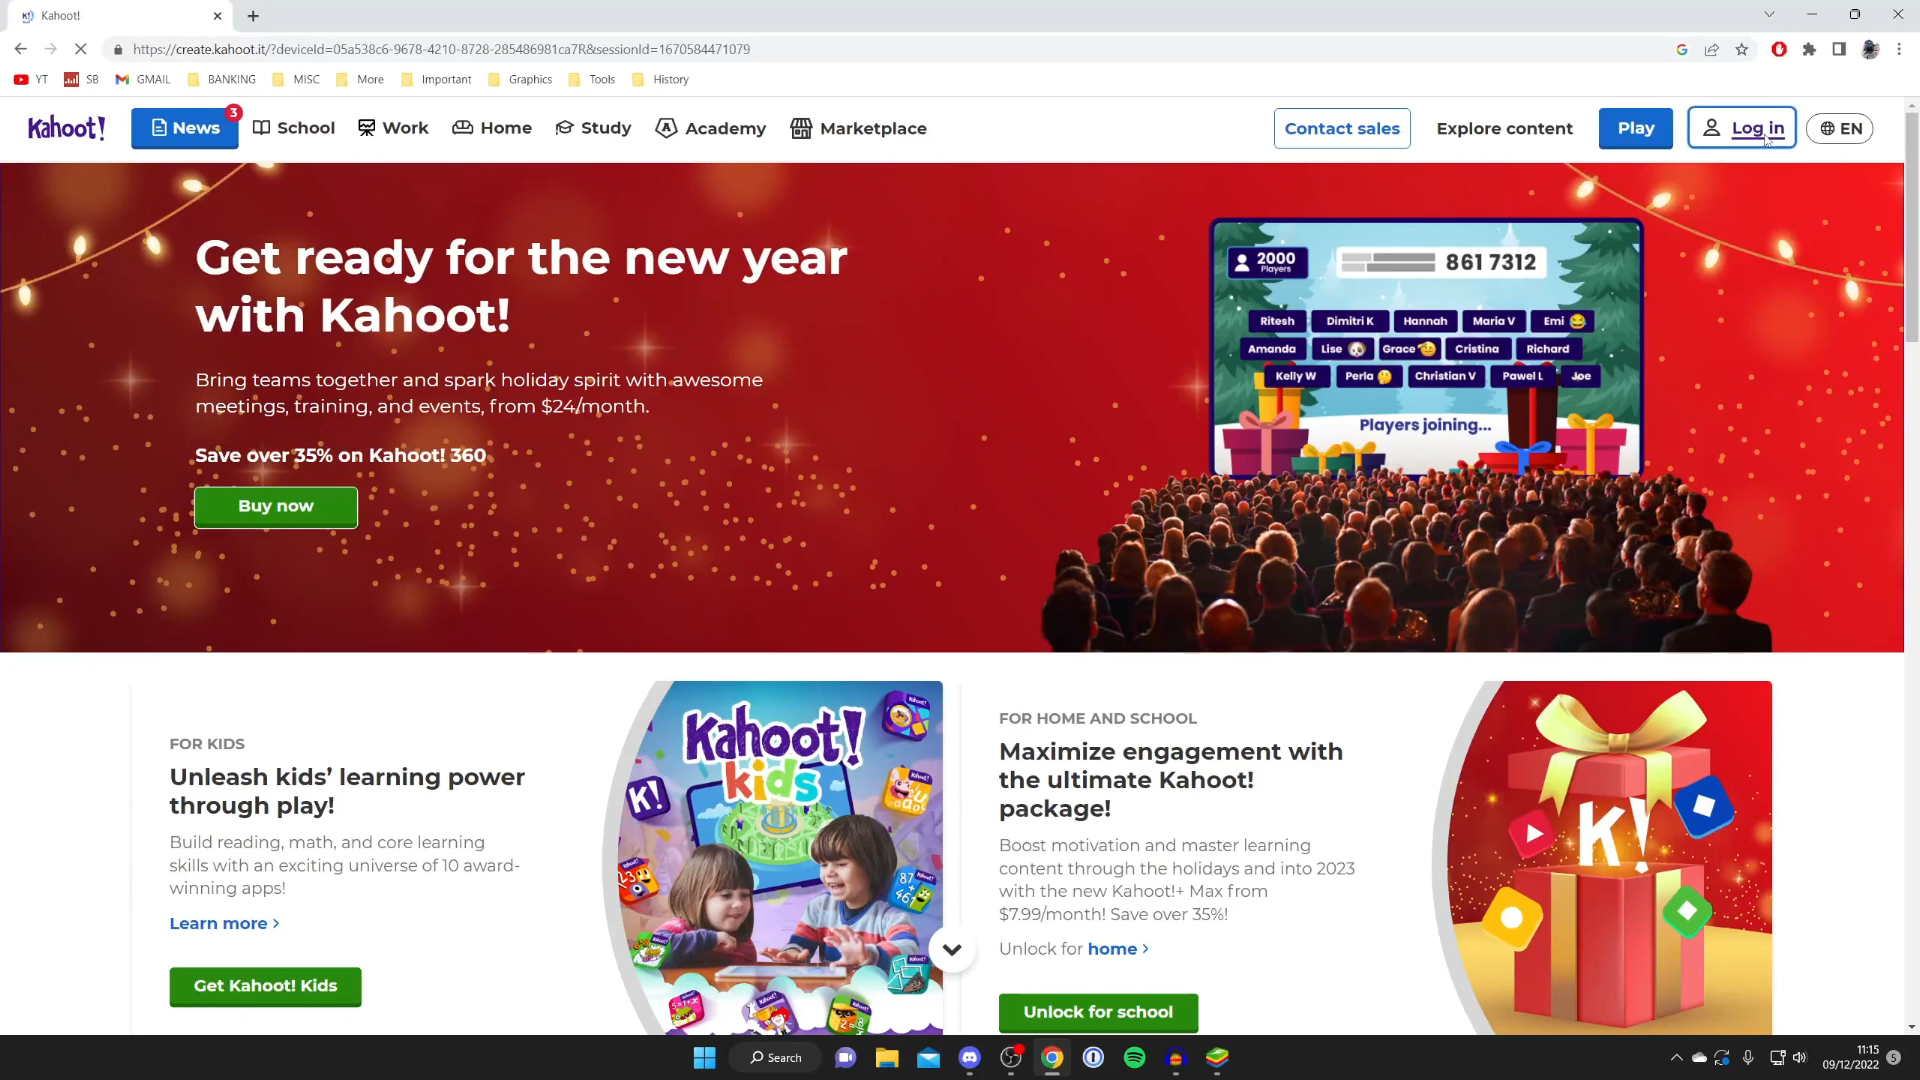 Kahoot!
https://create.kahoot.it/?deviceId=05a538c6-9678-4210-8728-285486981ca7R&sessionId=1670584471079
YT SB GMAIL BANKING MISC More Important Graphics Tools History
Kahoot! News 3 School Work Home Study Academy Marketplace Contact sales Explore content Play Log in EN
Get ready for the new year
with Kahoot!
Bring teams together and spark holiday spirit with awesome
meetings, training, and events, from $24/month.
Save over 35% on Kahoot! 360
Buy now
2000
Players
861 7312
Ritesh Dimitri K Hannah Maria V Emi
Amanda Lise Grace Cristina Richard
Kelly W Perla Christian V Pawel L Joe
Players joining...
FOR KIDS
Unleash kids’ learning power
through play!
Build reading, math, and core learning
skills with an exciting universe of 10 award-
winning apps!
Learn more >
Get Kahoot! Kids
Kahoot!
kids
K!
FOR HOME AND SCHOOL
Maximize engagement with
the ultimate Kahoot!
package!
Boost motivation and master learning
content through the holidays and into 2023
with the new Kahoot!+ Max from
$7.99/month! Save over 35%!
Unlock for home >
Unlock for school
K!
Search
11:15
09/12/2022
5